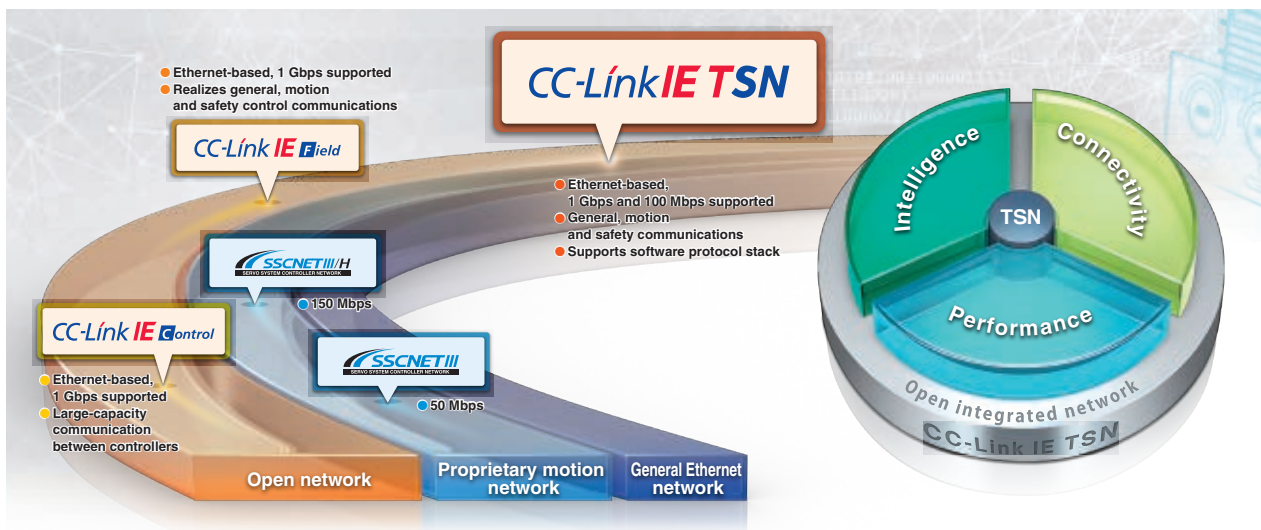 Ethernet-based, 1 Gbps supported
Realizes general, motion
and safety control communications
CC-Link IE Field
CC-Link IE TSN
Ethernet-based,
1 Gbps and 100 Mbps supported
General, motion
and safety communications
Supports software protocol stack
SSCNETIII/H
SERVO SYSTEM CONTROLLER NETWORK
150 Mbps
CC-Link IE Control
Ethernet-based,
1 Gbps supported
Large-capacity
communication
between controllers
SSCNETIII
SERVO SYSTEM CONTROLLER NETWORK
50 Mbps
Open network
Proprietary motion
network
General Ethernet
network
Intelligence
Connectivity
TSN
Performance
Open integrated network
CC-Link IE TSN